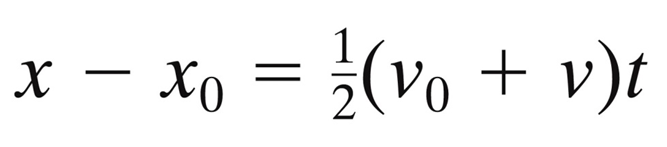 x − x₀ = ½(v₀ + v)t